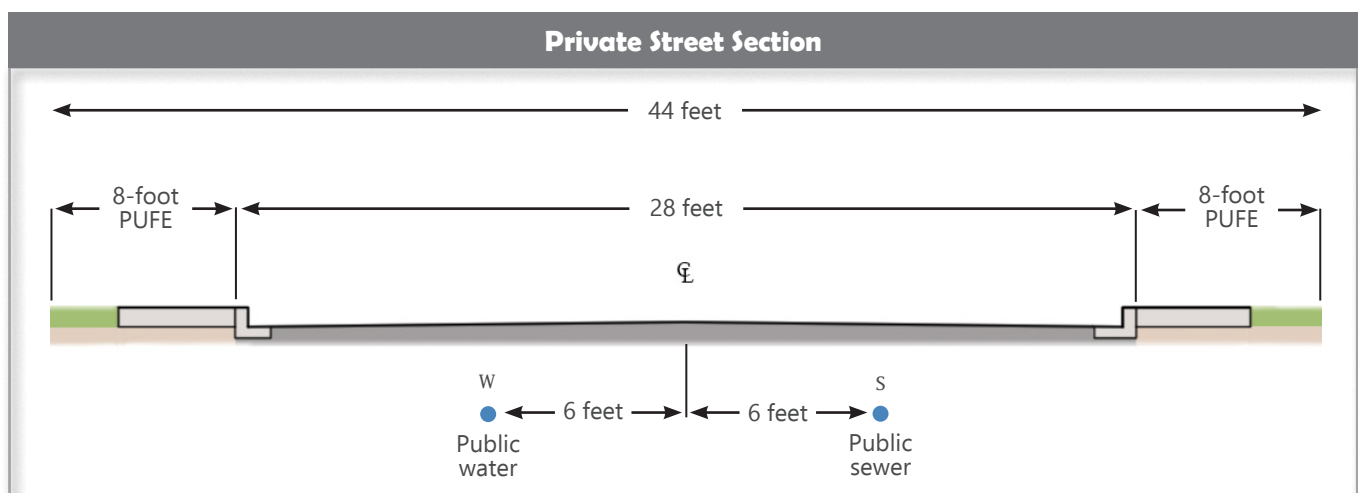 Private Street Section
44 feet
8-foot
PUFE
28 feet
8-foot
PUFE
℄
W
S
6 feet
6 feet
Public
water
Public
sewer